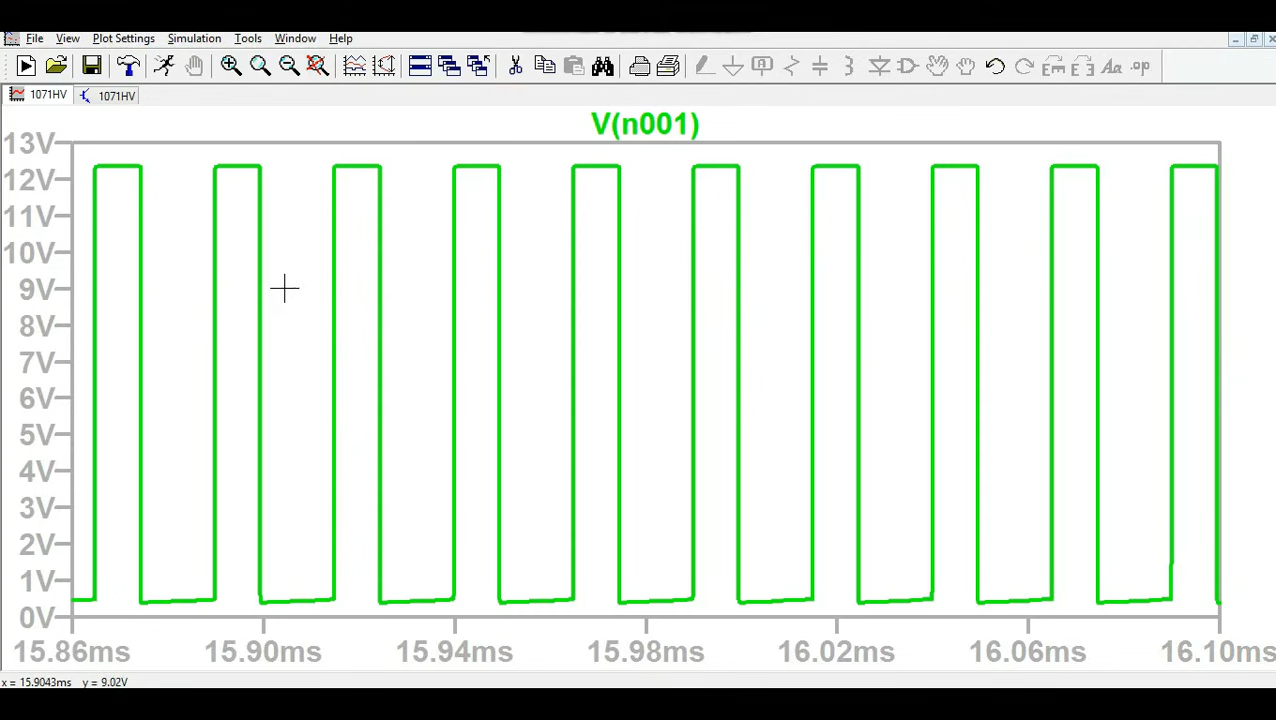 File View Plot Settings Simulation Tools Window Help
Aa .op
1071HV 1071HV
V(n001)
13V
12V
11V
10V
9V
8V
7V
6V
5V
4V
3V
2V
1V
0V
15.86ms 15.90ms 15.94ms 15.98ms 16.02ms 16.06ms 16.10ms
x = 15.9043ms y = 9.02V